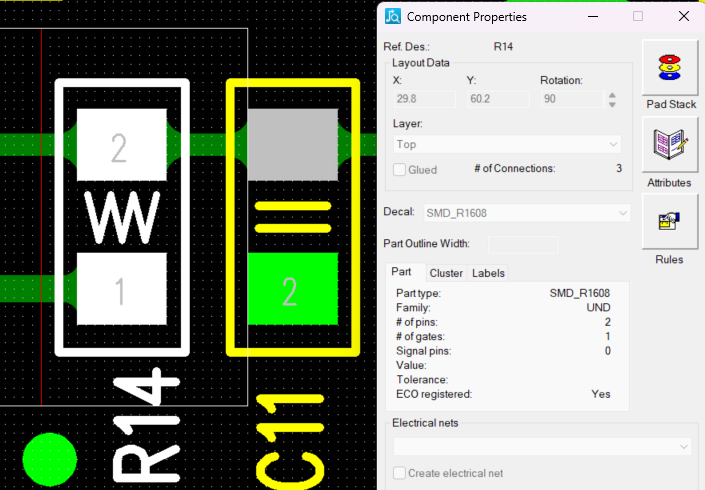 Component Properties
Ref. Des.: R14
Layout Data
X: Y: Rotation:
29.8 60.2 90
Layer:
Top
Glued # of Connections: 3
Decal: SMD_R1608
Part Outline Width:
Part Cluster Labels
Part type: SMD_R1608
Family: UND
# of pins: 2
# of gates: 1
Signal pins: 0
Value:
Tolerance:
ECO registered: Yes
Electrical nets
Create electrical net
Pad Stack
Attributes
Rules
2
1
2
R14
C11